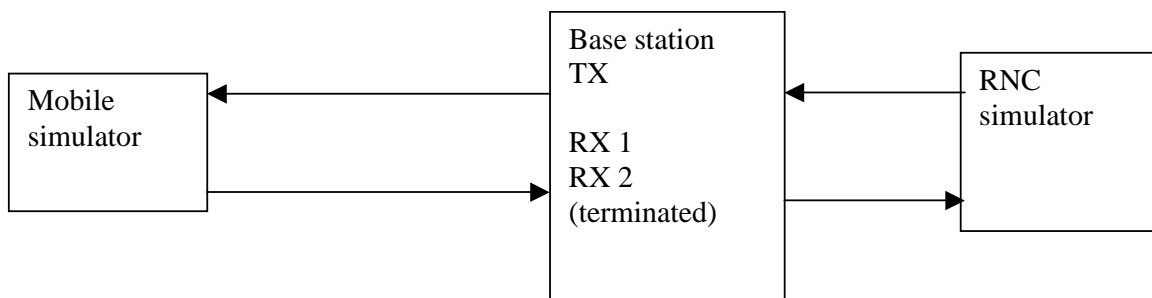 Mobile
simulator
Base station
TX
RX 1
RX 2
(terminated)
RNC
simulator